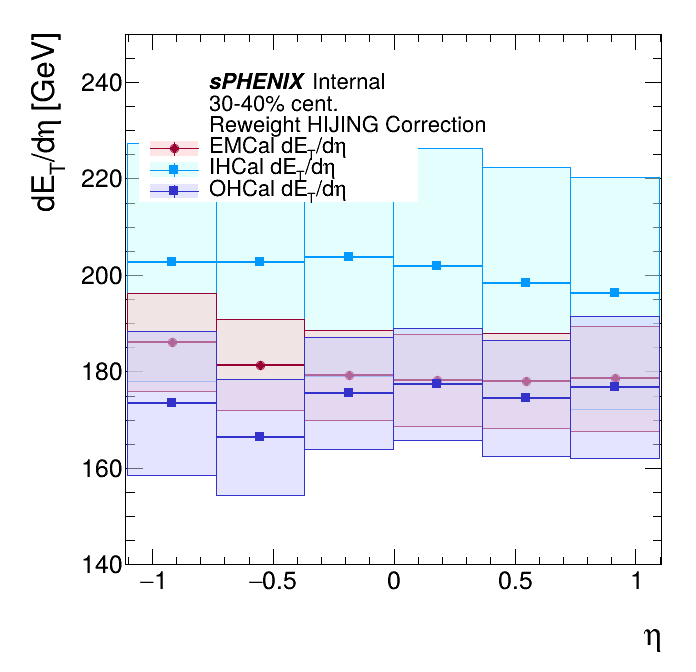 dE_T/dη [GeV]
240
220
200
180
160
140
sPHENIX Internal
30-40% cent.
Reweight HIJING Correction
EMCal dE_T/dη
IHCal dE_T/dη
OHCal dE_T/dη
−1 −0.5 0 0.5 1
η